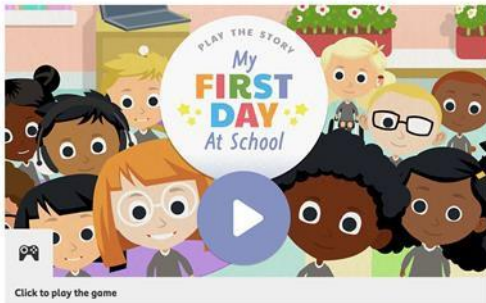 PLAY THE STORY
My
FIRST
DAY
At School
Click to play the game